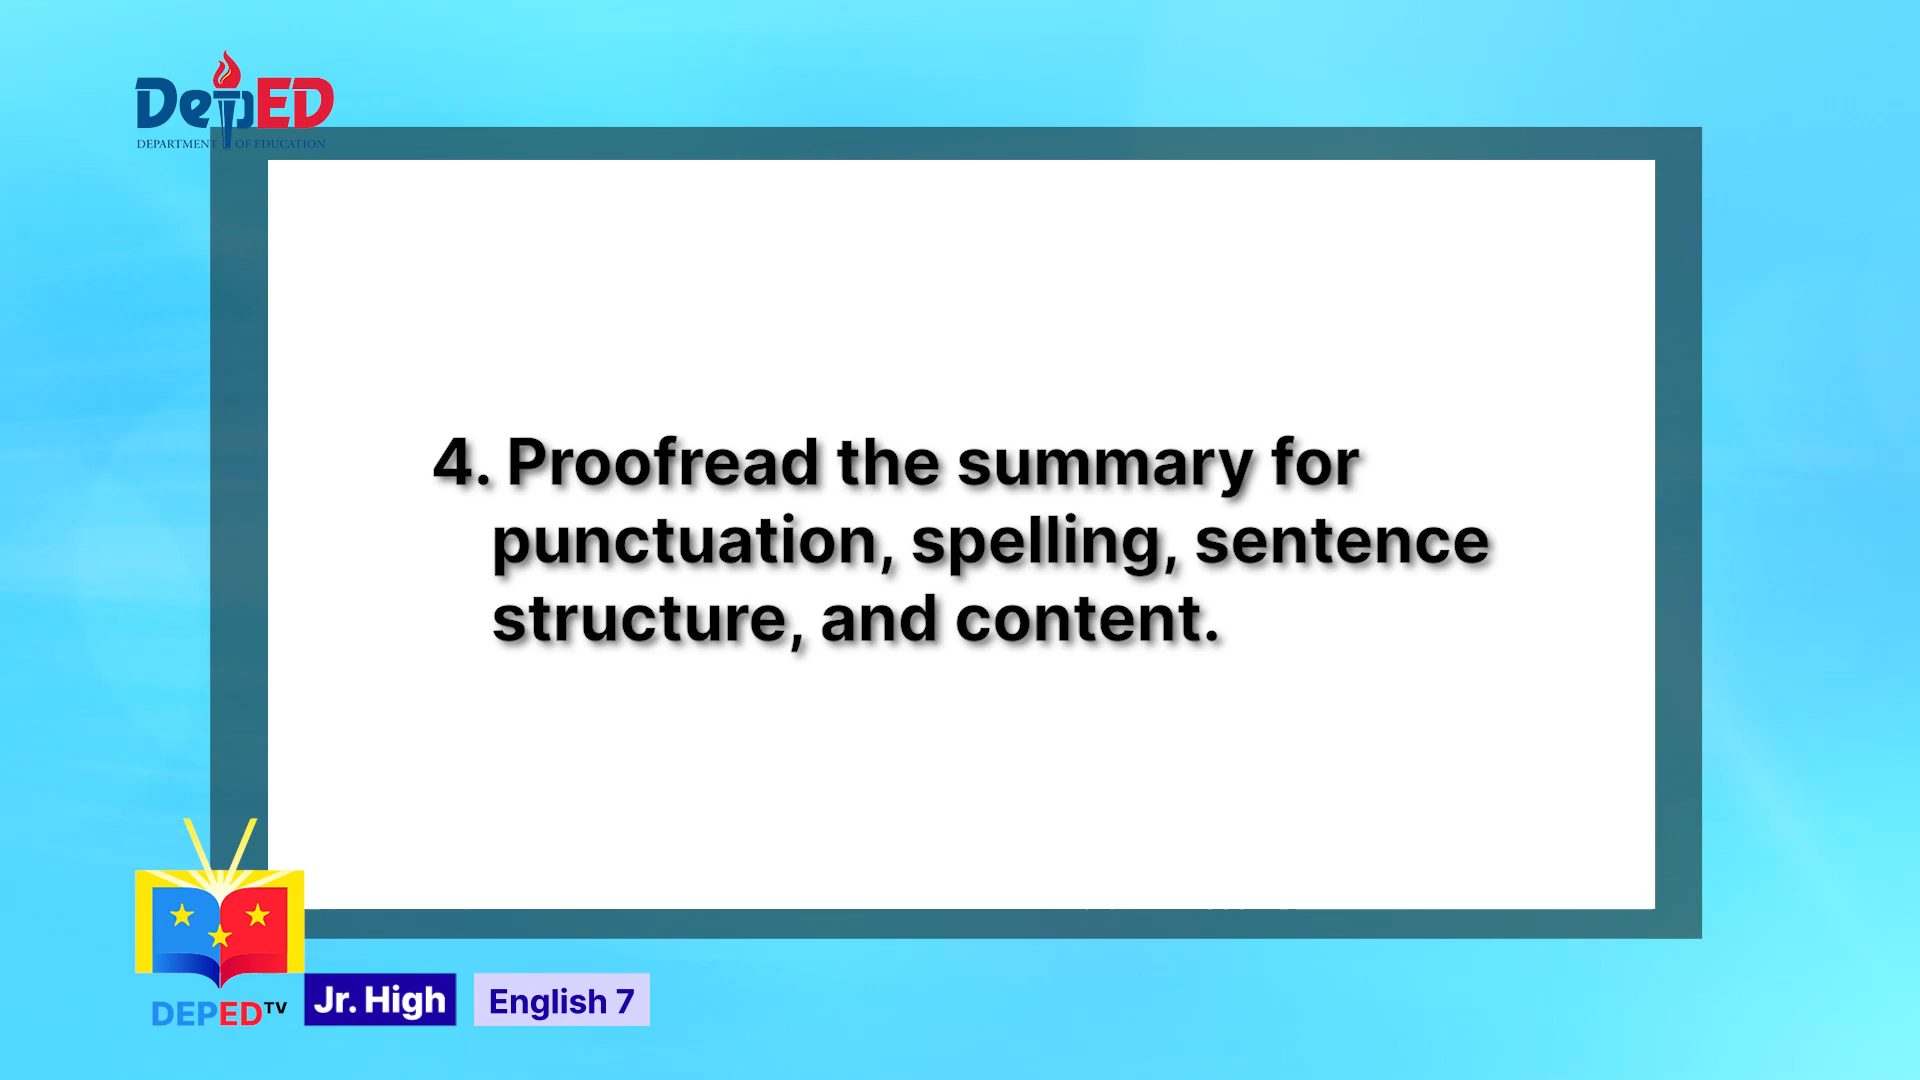 DepED
DEPARTMENT OF EDUCATION
4. Proofread the summary for
punctuation, spelling, sentence
structure, and content.
DEPED TV
Jr. High
English 7